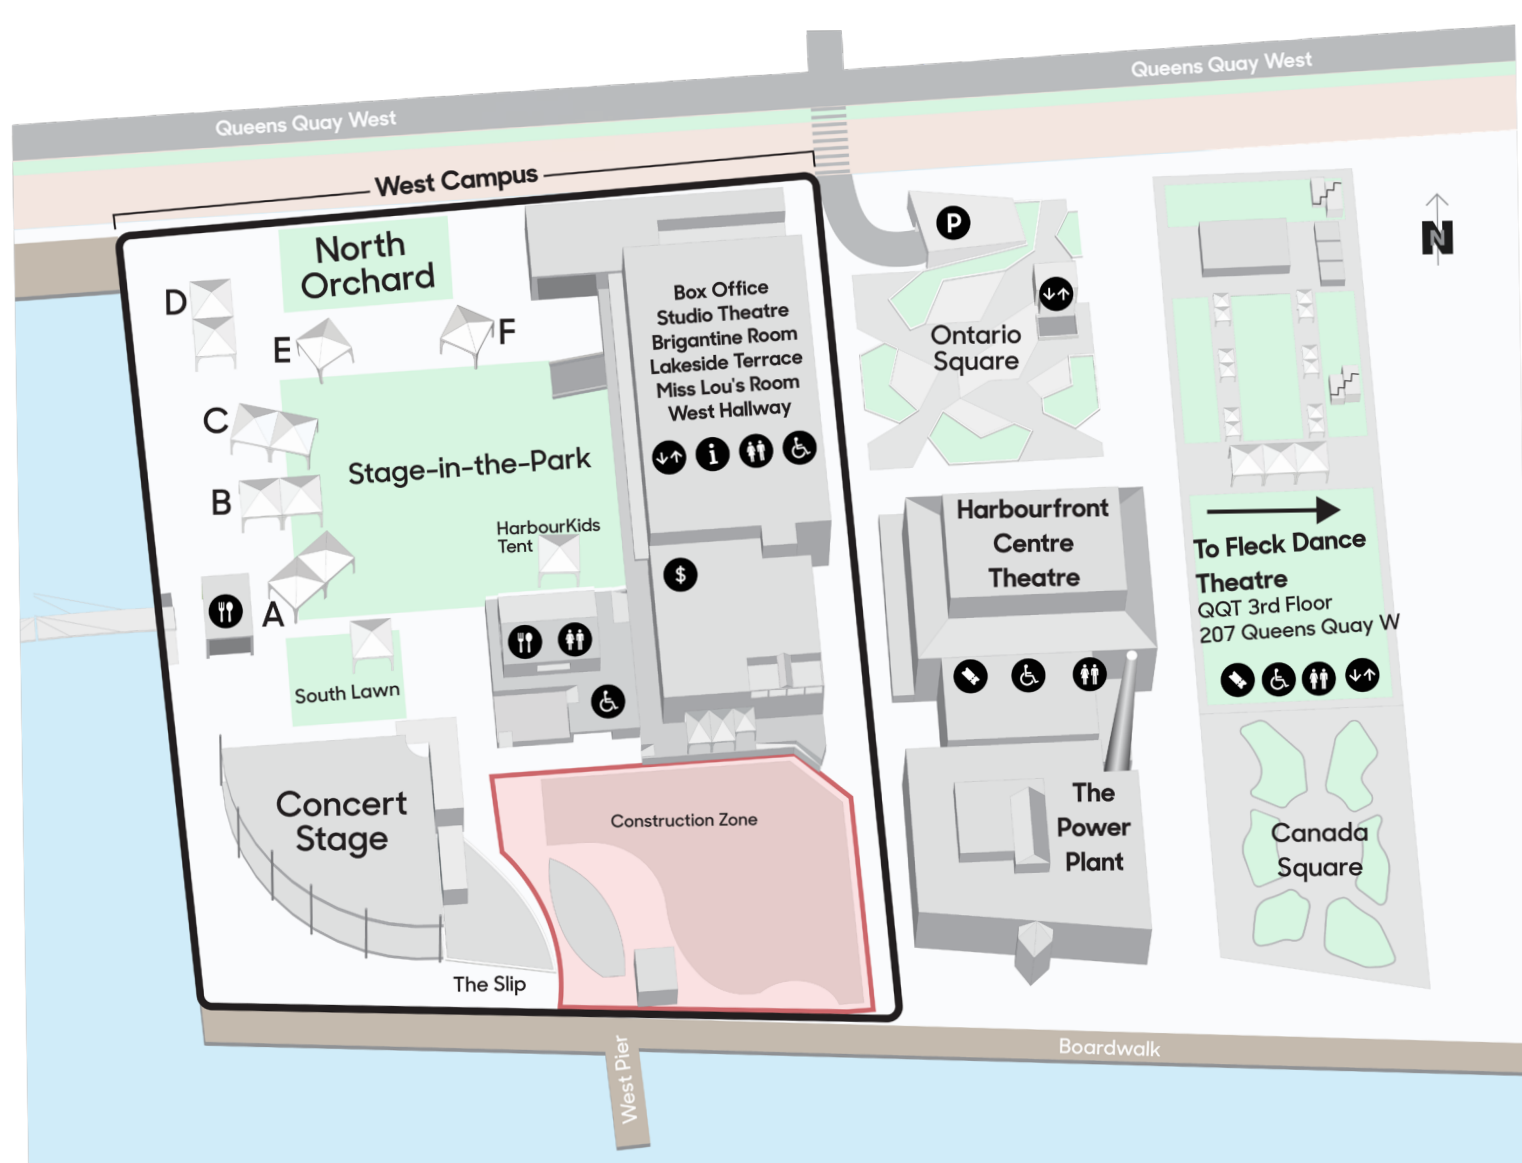 Queens Quay West
Queens Quay West
West Campus
North
Orchard
D
E
F
C
B
A
Stage-in-the-Park
HarbourKids
Tent
South Lawn
Concert
Stage
The Slip
Box Office
Studio Theatre
Brigantine Room
Lakeside Terrace
Miss Lou's Room
West Hallway
i
$
Construction Zone
P
Ontario
Square
Harbourfront
Centre
Theatre
The
Power
Plant
N
To Fleck Dance
Theatre
QQT 3rd Floor
207 Queens Quay W
Canada
Square
Boardwalk
West Pier